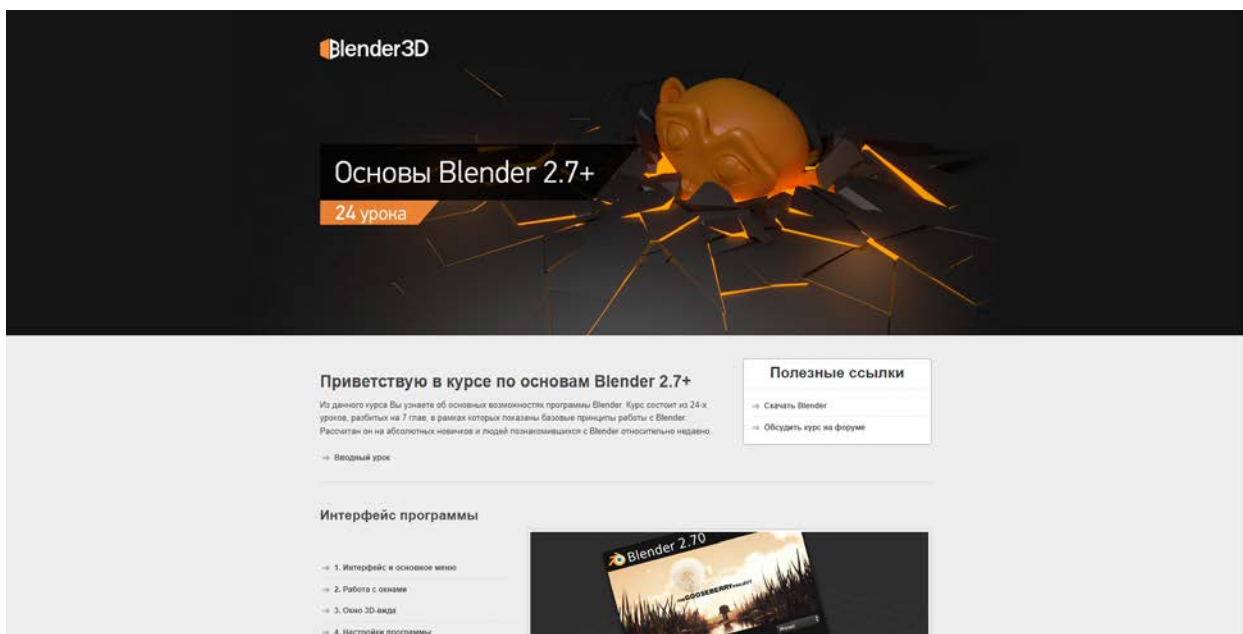 Blender3D
Основы Blender 2.7+
24 урока
Приветствую в курсе по основам Blender 2.7+
Из данного курса Вы узнаете об основных возможностях программы Blender. Курс состоит из 24-х
уроков, разбитых на 7 глав, в рамках которых показаны базовые принципы работы с Blender.
Рассчитан он на абсолютных новичков и людей познакомившихся с Blender относительно недавно.
⇒ Вводный урок
Полезные ссылки
⇒ Скачать Blender
⇒ Обсудить курс на форуме
Интерфейс программы
⇒ 1. Интерфейс и основное меню
⇒ 2. Работа с окнами
⇒ 3. Окно 3D-вида
⇒ 4. Настройки программы
Blender 2.70
THE GOOSEBERRY PROJECT